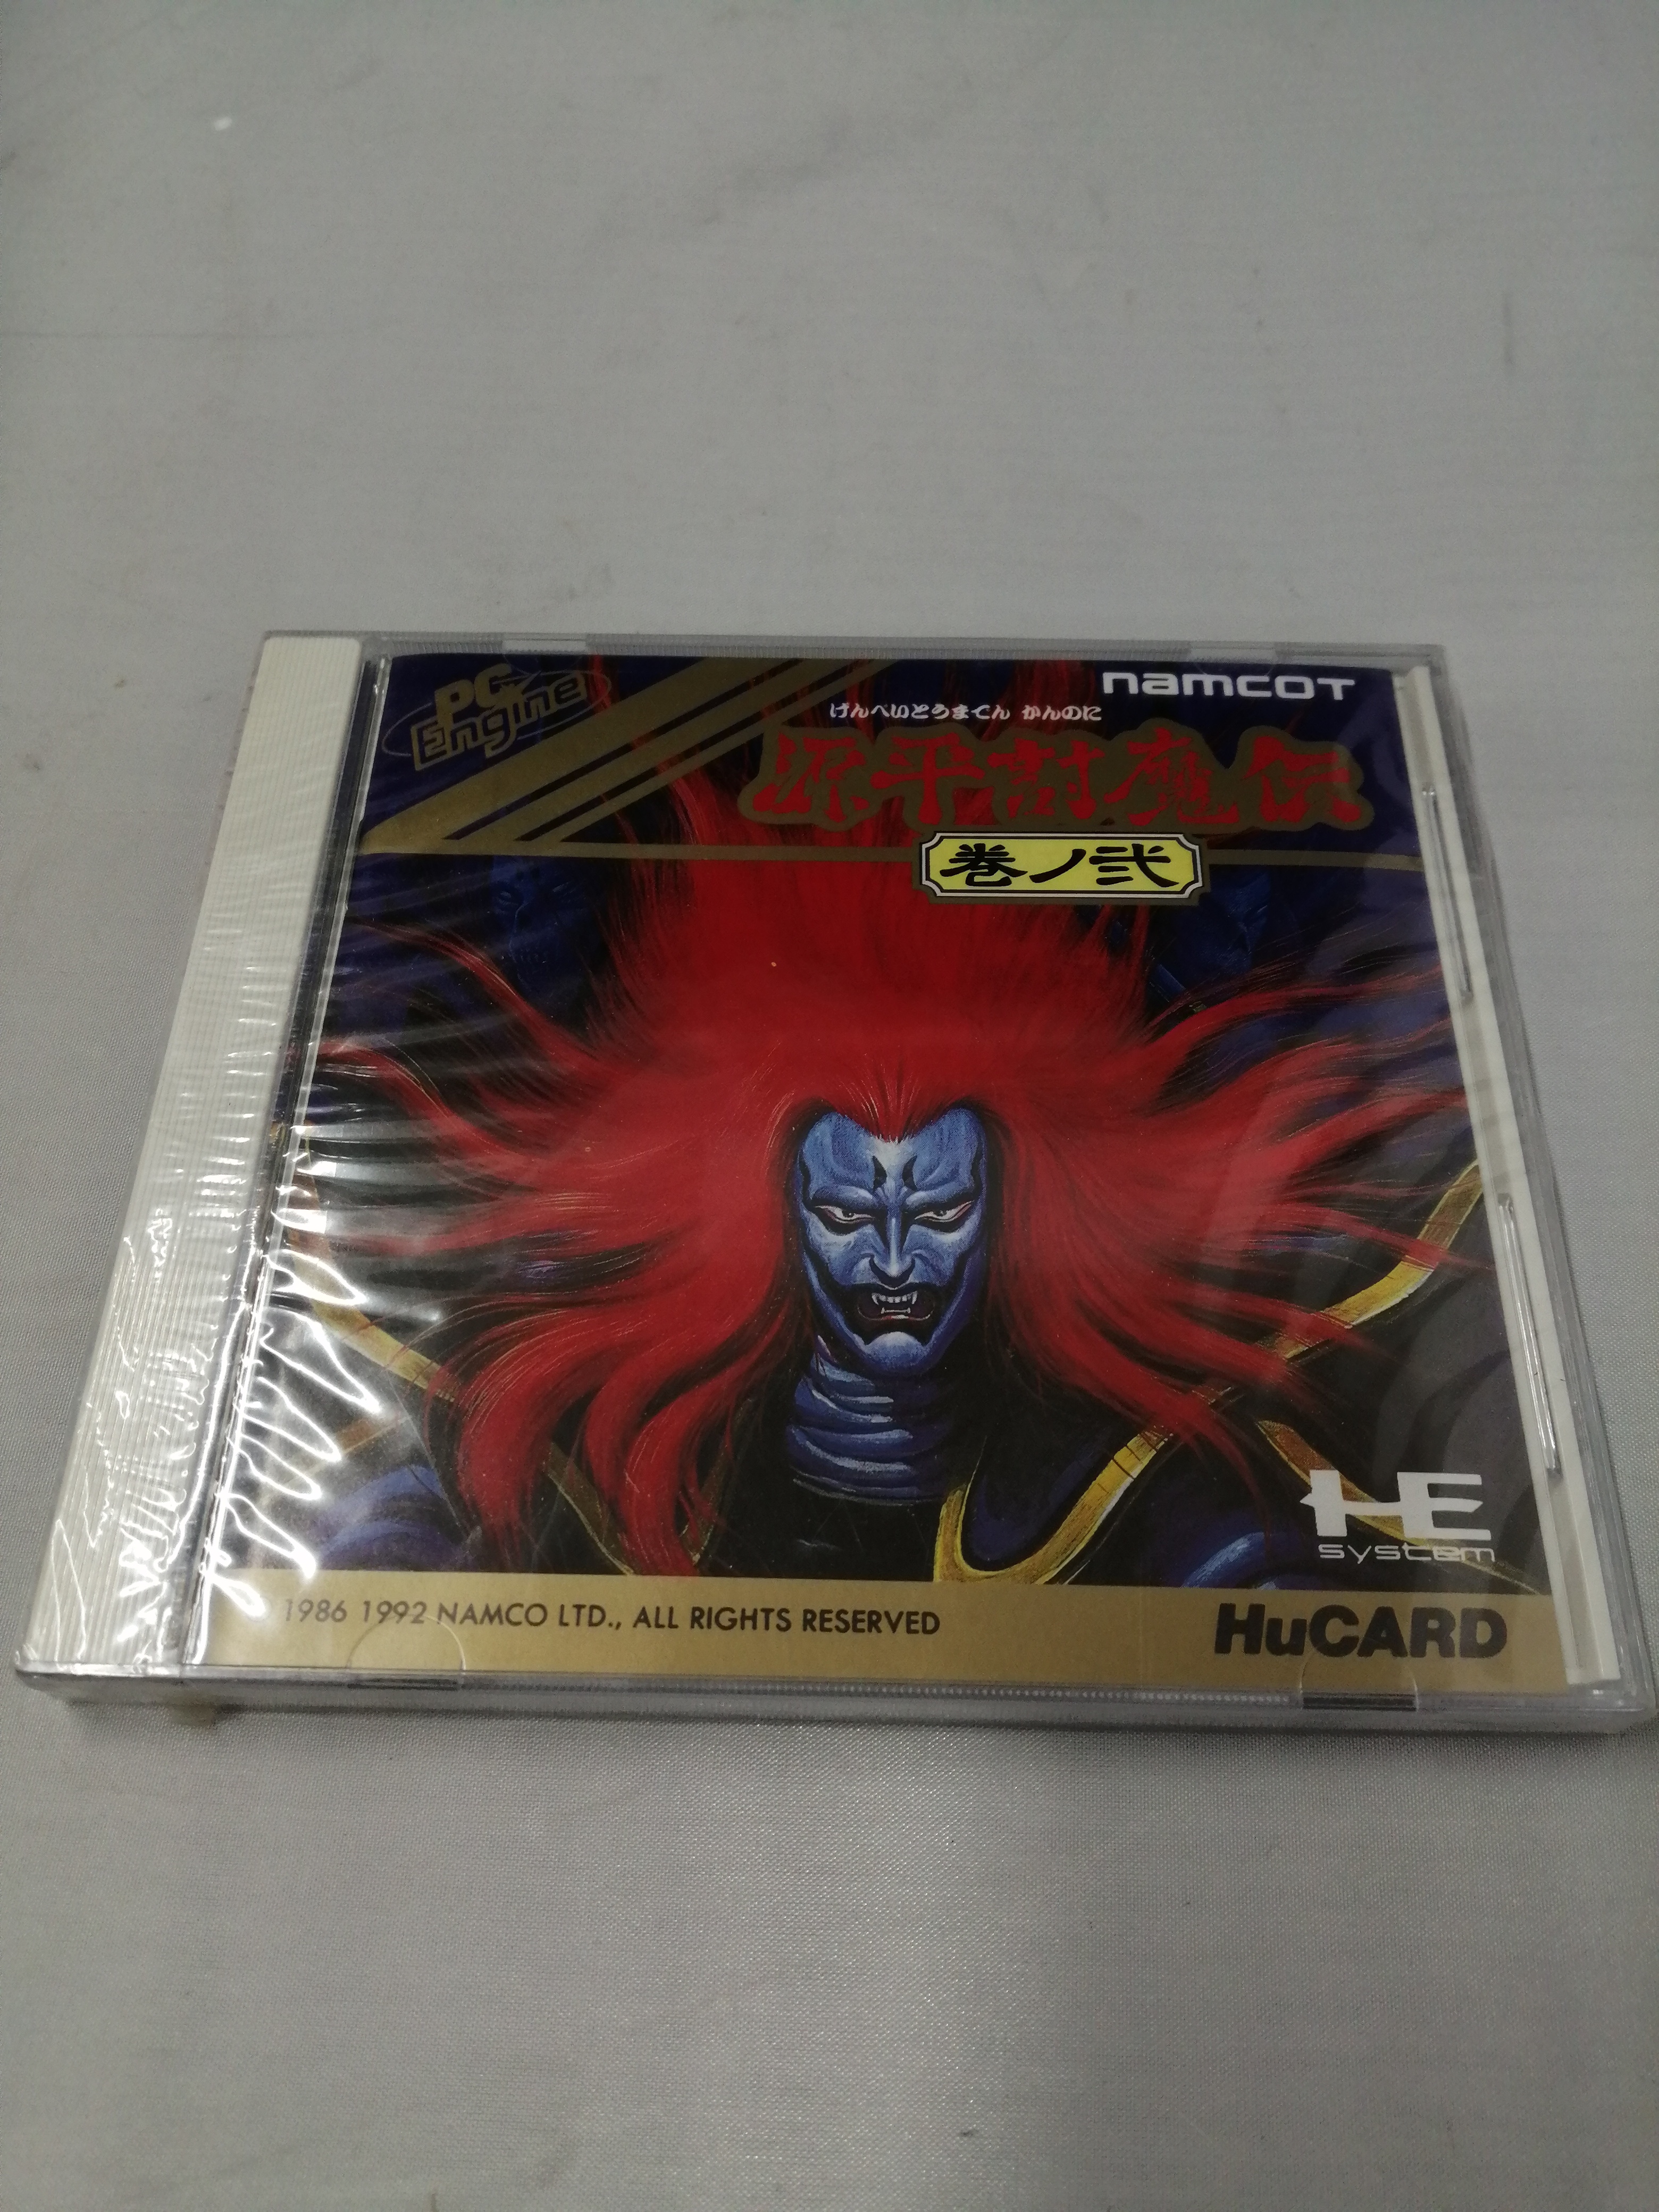 PC Engine
namcot
げんぺいとうまでん かんのに
源平討魔伝
巻ノ弐
HE
system
1986 1992 NAMCO LTD., ALL RIGHTS RESERVED
HuCARD